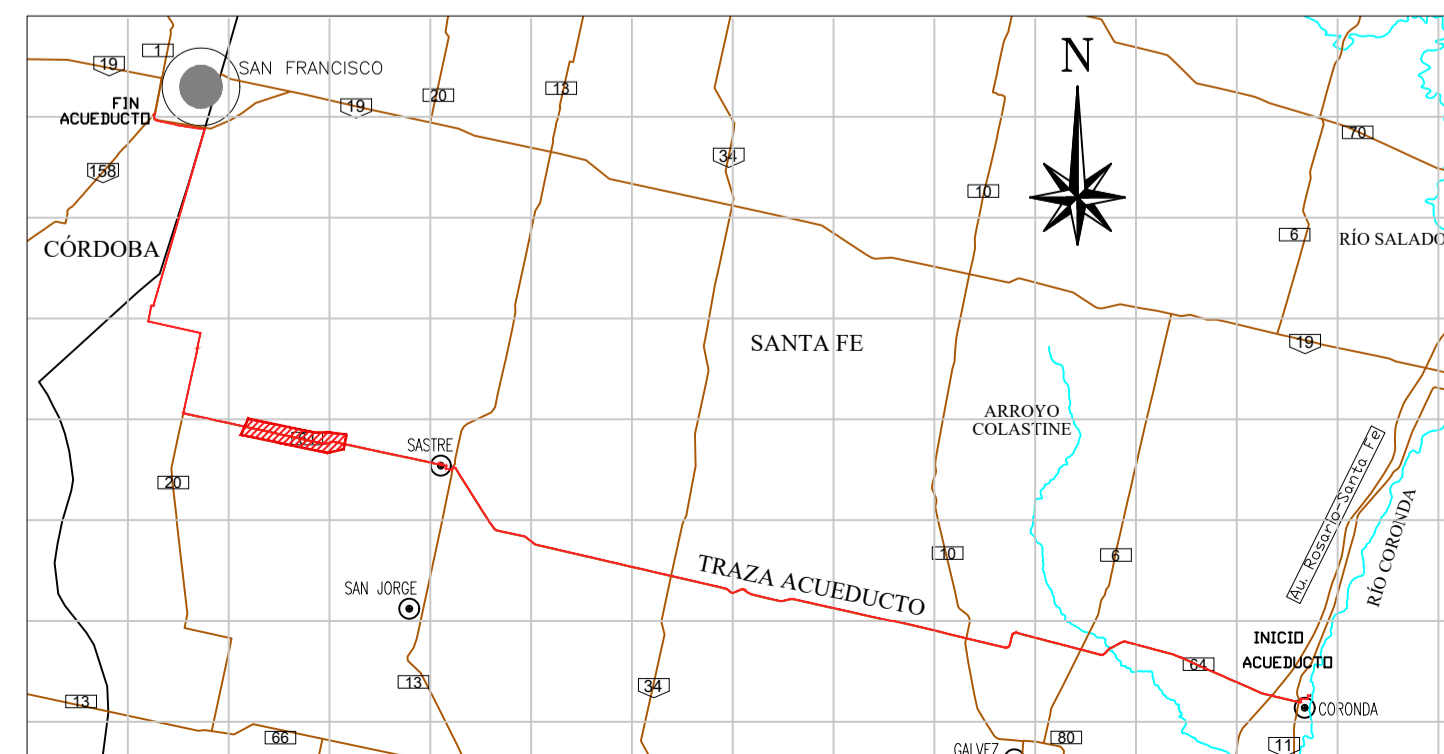 1
19
SAN FRANCISCO
20
13
19
FIN
ACUEDUCTO
N
70
34
158
10
CÓRDOBA
6
RÍO SALADO
SANTA FE
19
ARROYO
COLASTINE
SASTRE
20
Au. Rosario-Santa Fe
RÍO CORONDA
10
6
TRAZA ACUEDUCTO
SAN JORGE
INICIO
ACUEDUCTO
64
13
34
13
CORONDA
66
80
11
GALVEZ